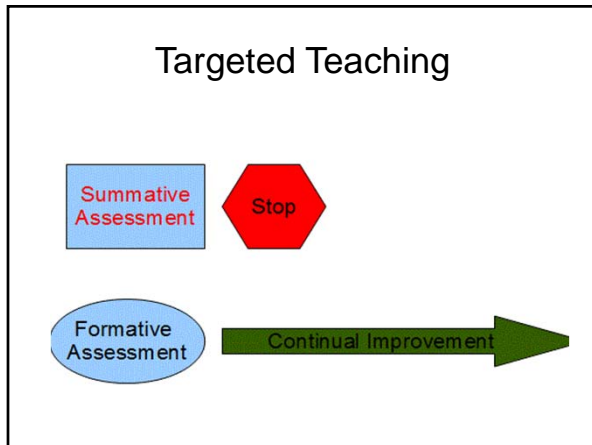 Targeted Teaching
Summative
Assessment
Stop
Formative
Assessment
Continual Improvement